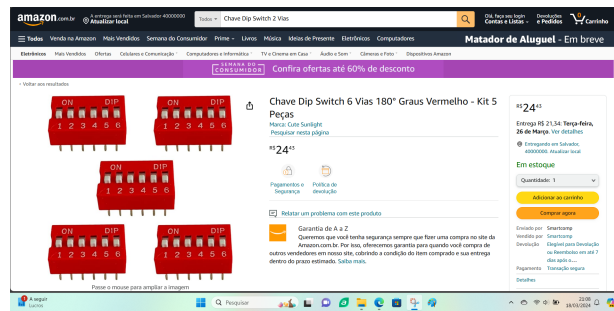 amazon.com.br
A entrega será feita em Salvador 40000000
Atualizar local
Todos
Chave Dip Switch 2 Vias
Olá, faça seu login
Contas e Listas
Devoluções
e Pedidos
0
Carrinho
Todos
Venda na Amazon
Mais Vendidos
Semana do Consumidor
Prime
Livros
Música
Ideias de Presente
Eletrônicos
Computadores
Matador de Aluguel - Em breve
Eletrônicos
Mais Vendidos
Ofertas
Celulares e Comunicação
Computadores e Informática
TV e Cinema em Casa
Áudio e Som
Câmeras e Foto
Dispositivos Amazon
SEMANA DO
CONSUMIDOR
Confira ofertas até 60% de desconto
‹ Voltar aos resultados
ON DIP
1 2 3 4 5 6
ON DIP
1 2 3 4 5 6
ON DIP
1 2 3 4 5 6
ON DIP
1 2 3 4 5 6
ON DIP
1 2 3 4 5 6
Passe o mouse para ampliar a imagem
Chave Dip Switch 6 Vias 180° Graus Vermelho - Kit 5
Peças
Marca: Cute Sunlight
Pesquisar nesta página
R$24 43
Pagamentos e
Segurança
Política de
devolução
Relatar um problema com este produto
Garantia de A a Z
Queremos que você tenha segurança sempre que fizer uma compra no site da
Amazon.com.br. Por isso, oferecemos garantia para quando você compra de
outros vendedores em nosso site, cobrindo a condição do item comprado e sua entrega
dentro do prazo estimado. Saiba mais.
R$24 43
Entrega R$ 21,34: Terça-feira,
26 de Março. Ver detalhes
Entregando em Salvador,
40000000. Atualizar local
Em estoque
Quantidade: 1
Adicionar ao carrinho
Comprar agora
Enviado por Smartcomp
Vendido por Smartcomp
Devolução Elegível para Devolução
ou Reembolso em até 7
dias após o...
Pagamento Transação segura
Detalhes
A seguir
Lucros
Pesquisar
21:08
18/03/2024